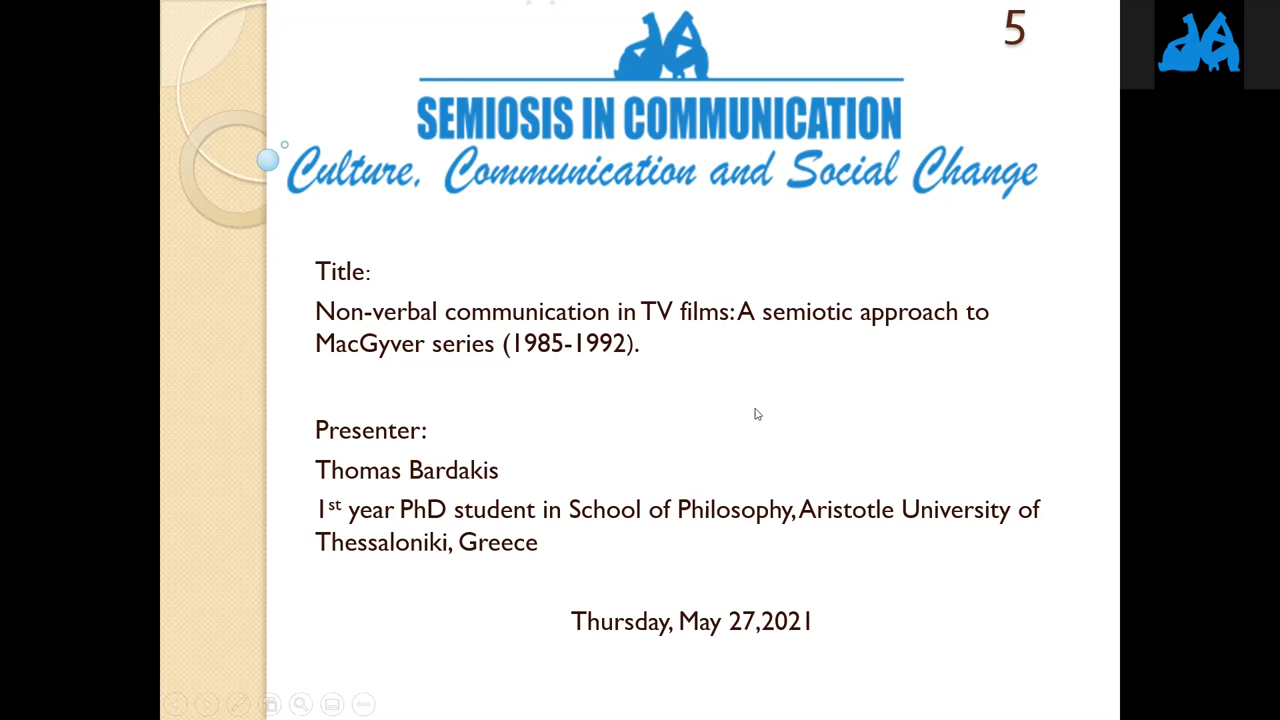 5
SEMIOSIS IN COMMUNICATION
Culture, Communication and Social Change
Title:
Non-verbal communication in TV films: A semiotic approach to
MacGyver series (1985-1992).
Presenter:
Thomas Bardakis
1st year PhD student in School of Philosophy, Aristotle University of
Thessaloniki, Greece
Thursday, May 27,2021